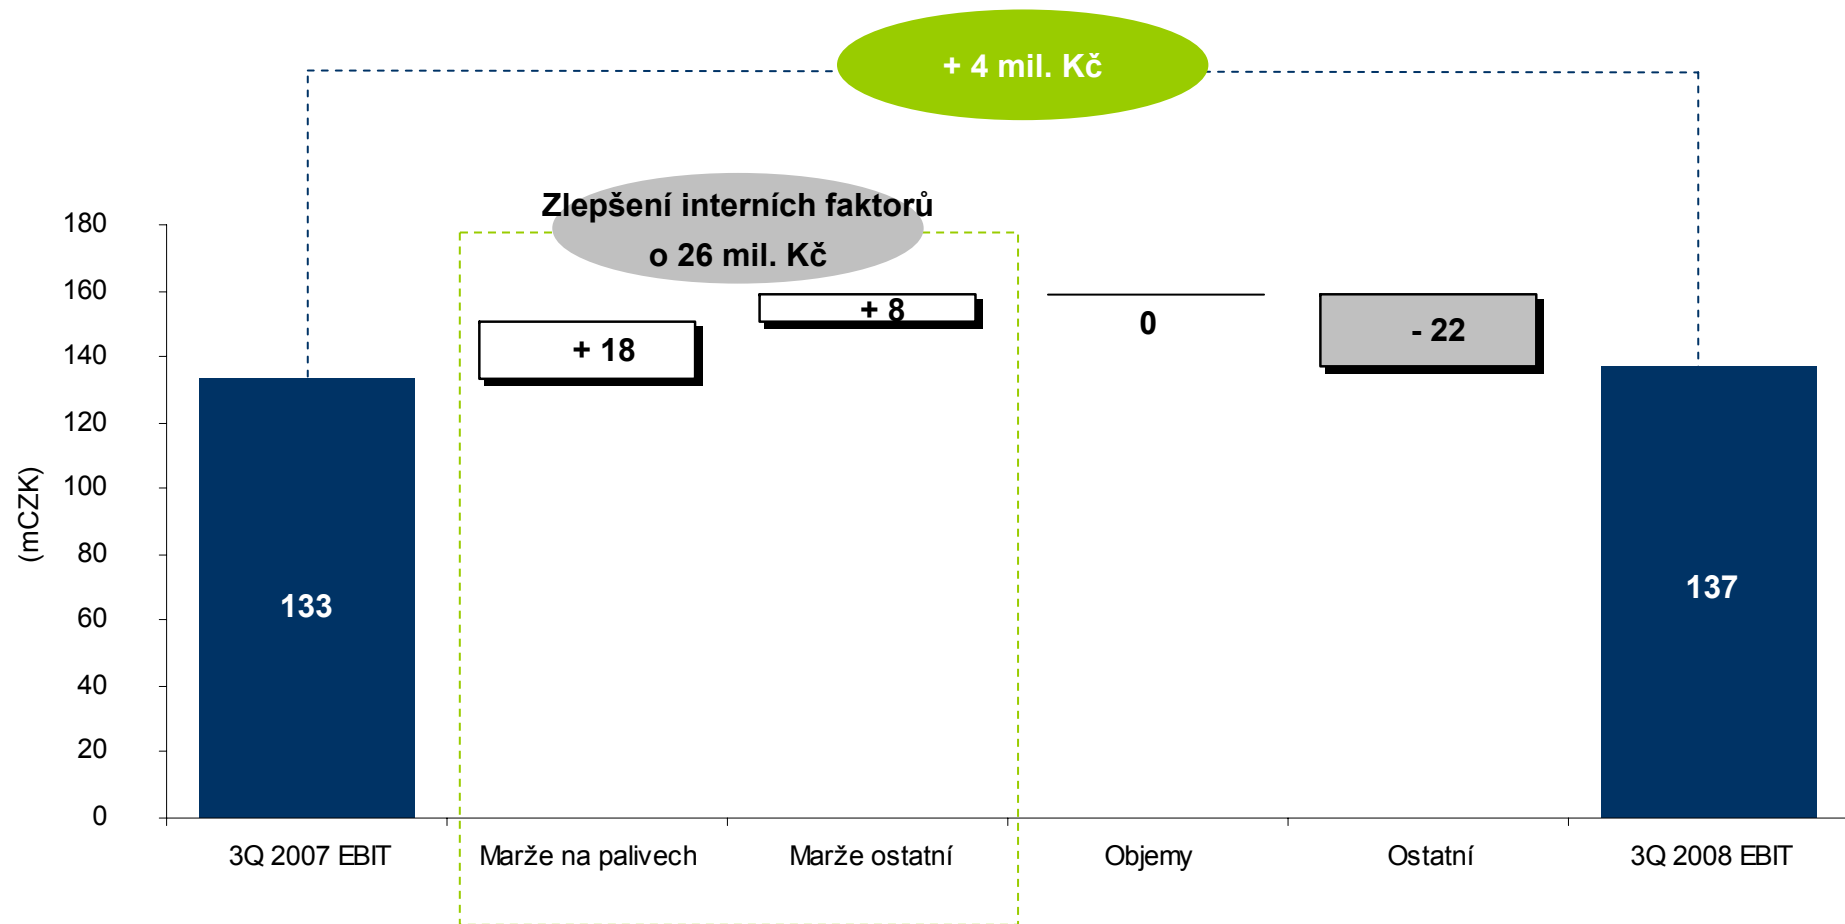 + 4 mil. Kč
Zlepšení interních faktorů
o 26 mil. Kč
(mCZK)
180
160
140
120
100
80
60
40
20
0
133
+ 18
+ 8
0
- 22
137
3Q 2007 EBIT
Marže na palivech
Marže ostatní
Objemy
Ostatní
3Q 2008 EBIT